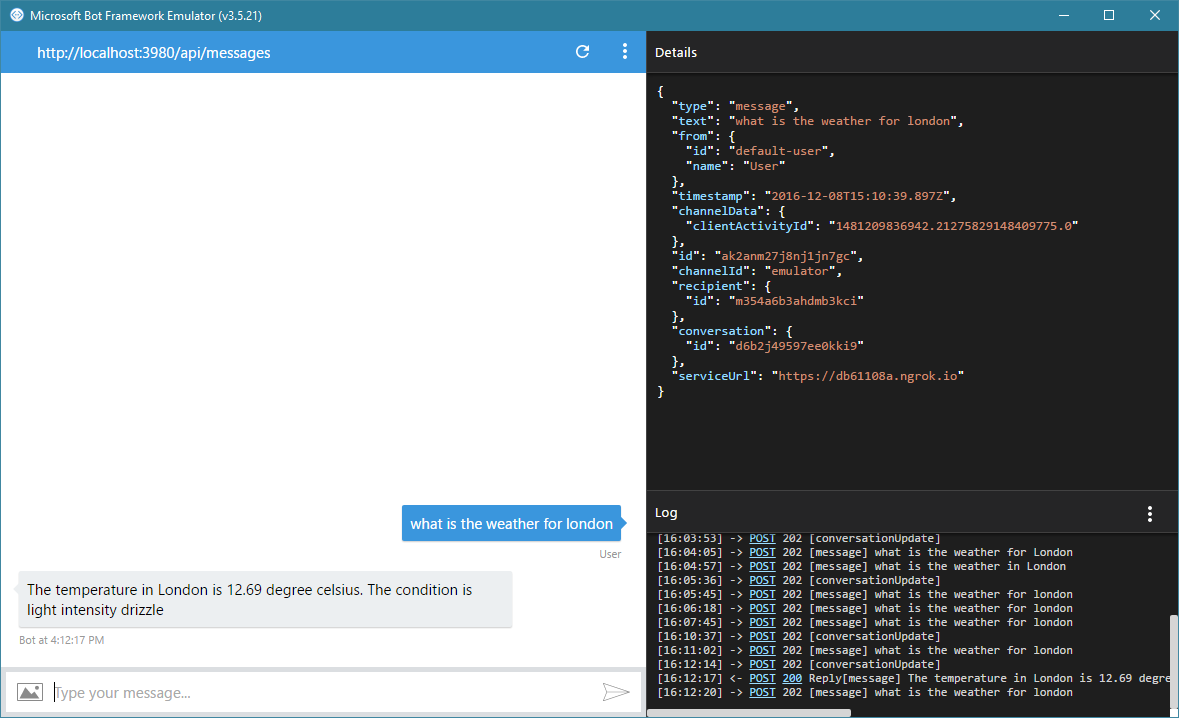 Microsoft Bot Framework Emulator (v3.5.21)
http://localhost:3980/api/messages
what is the weather for london
User
The temperature in London is 12.69 degree celsius. The condition is
light intensity drizzle
Bot at 4:12:17 PM
Type your message...
Details
{
"type": "message",
"text": "what is the weather for london",
"from": {
"id": "default-user",
"name": "User"
},
"timestamp": "2016-12-08T15:10:39.897Z",
"channelData": {
"clientActivityId": "1481209836942.21275829148409775.0"
},
"id": "ak2anm27j8nj1jn7gc",
"channelId": "emulator",
"recipient": {
"id": "m354a6b3ahdmb3kci"
},
"conversation": {
"id": "d6b2j49597ee0kki9"
},
"serviceUrl": "https://db61108a.ngrok.io"
}
Log
[16:03:53] -> POST 202 [conversationUpdate]
[16:04:05] -> POST 202 [message] what is the weather for London
[16:04:57] -> POST 202 [message] what is the weather in London
[16:05:36] -> POST 202 [conversationUpdate]
[16:05:45] -> POST 202 [message] what is the weather for london
[16:06:18] -> POST 202 [message] what is the weather for london
[16:07:45] -> POST 202 [message] what is the weather for london
[16:10:37] -> POST 202 [conversationUpdate]
[16:11:02] -> POST 202 [message] what is the weather for london
[16:12:14] -> POST 202 [conversationUpdate]
[16:12:17] <- POST 200 Reply[message] The temperature in London is 12.69 degre
[16:12:20] -> POST 202 [message] what is the weather for london